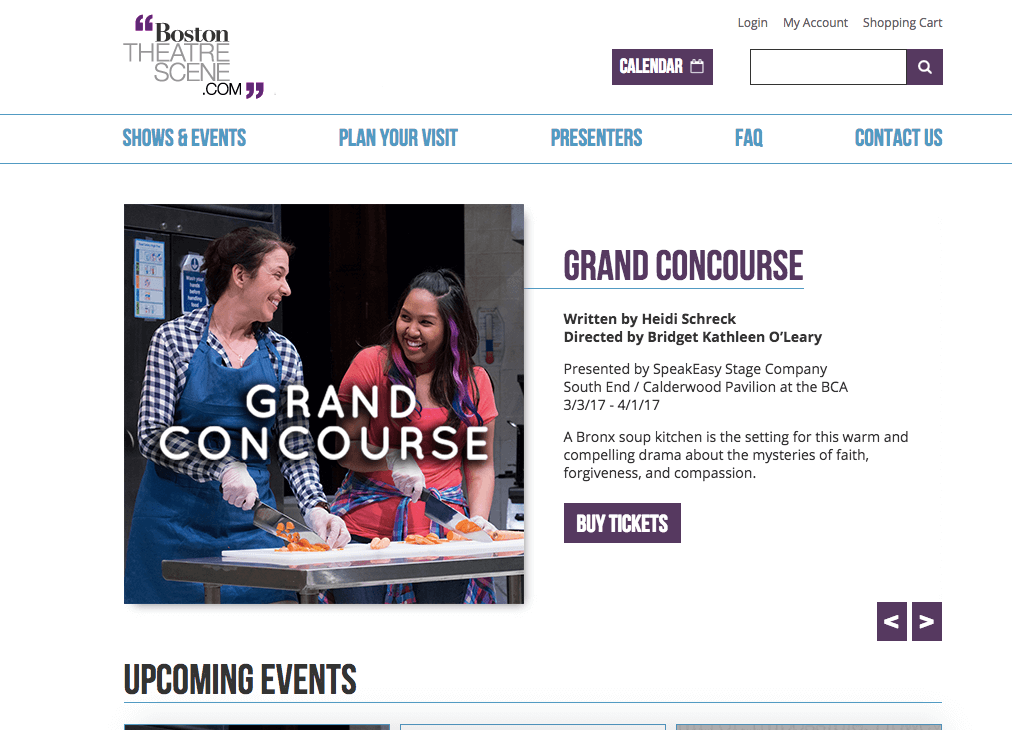 Login My Account Shopping Cart
❝Boston
THEATRE
SCENE
.COM❞
CALENDAR
SHOWS & EVENTS PLAN YOUR VISIT PRESENTERS FAQ CONTACT US
Wash your
hands
before
handling
food
GRAND
CONCOURSE
GRAND CONCOURSE
Written by Heidi Schreck
Directed by Bridget Kathleen O’Leary
Presented by SpeakEasy Stage Company
South End / Calderwood Pavilion at the BCA
3/3/17 - 4/1/17
A Bronx soup kitchen is the setting for this warm and
compelling drama about the mysteries of faith,
forgiveness, and compassion.
BUY TICKETS
< >
UPCOMING EVENTS